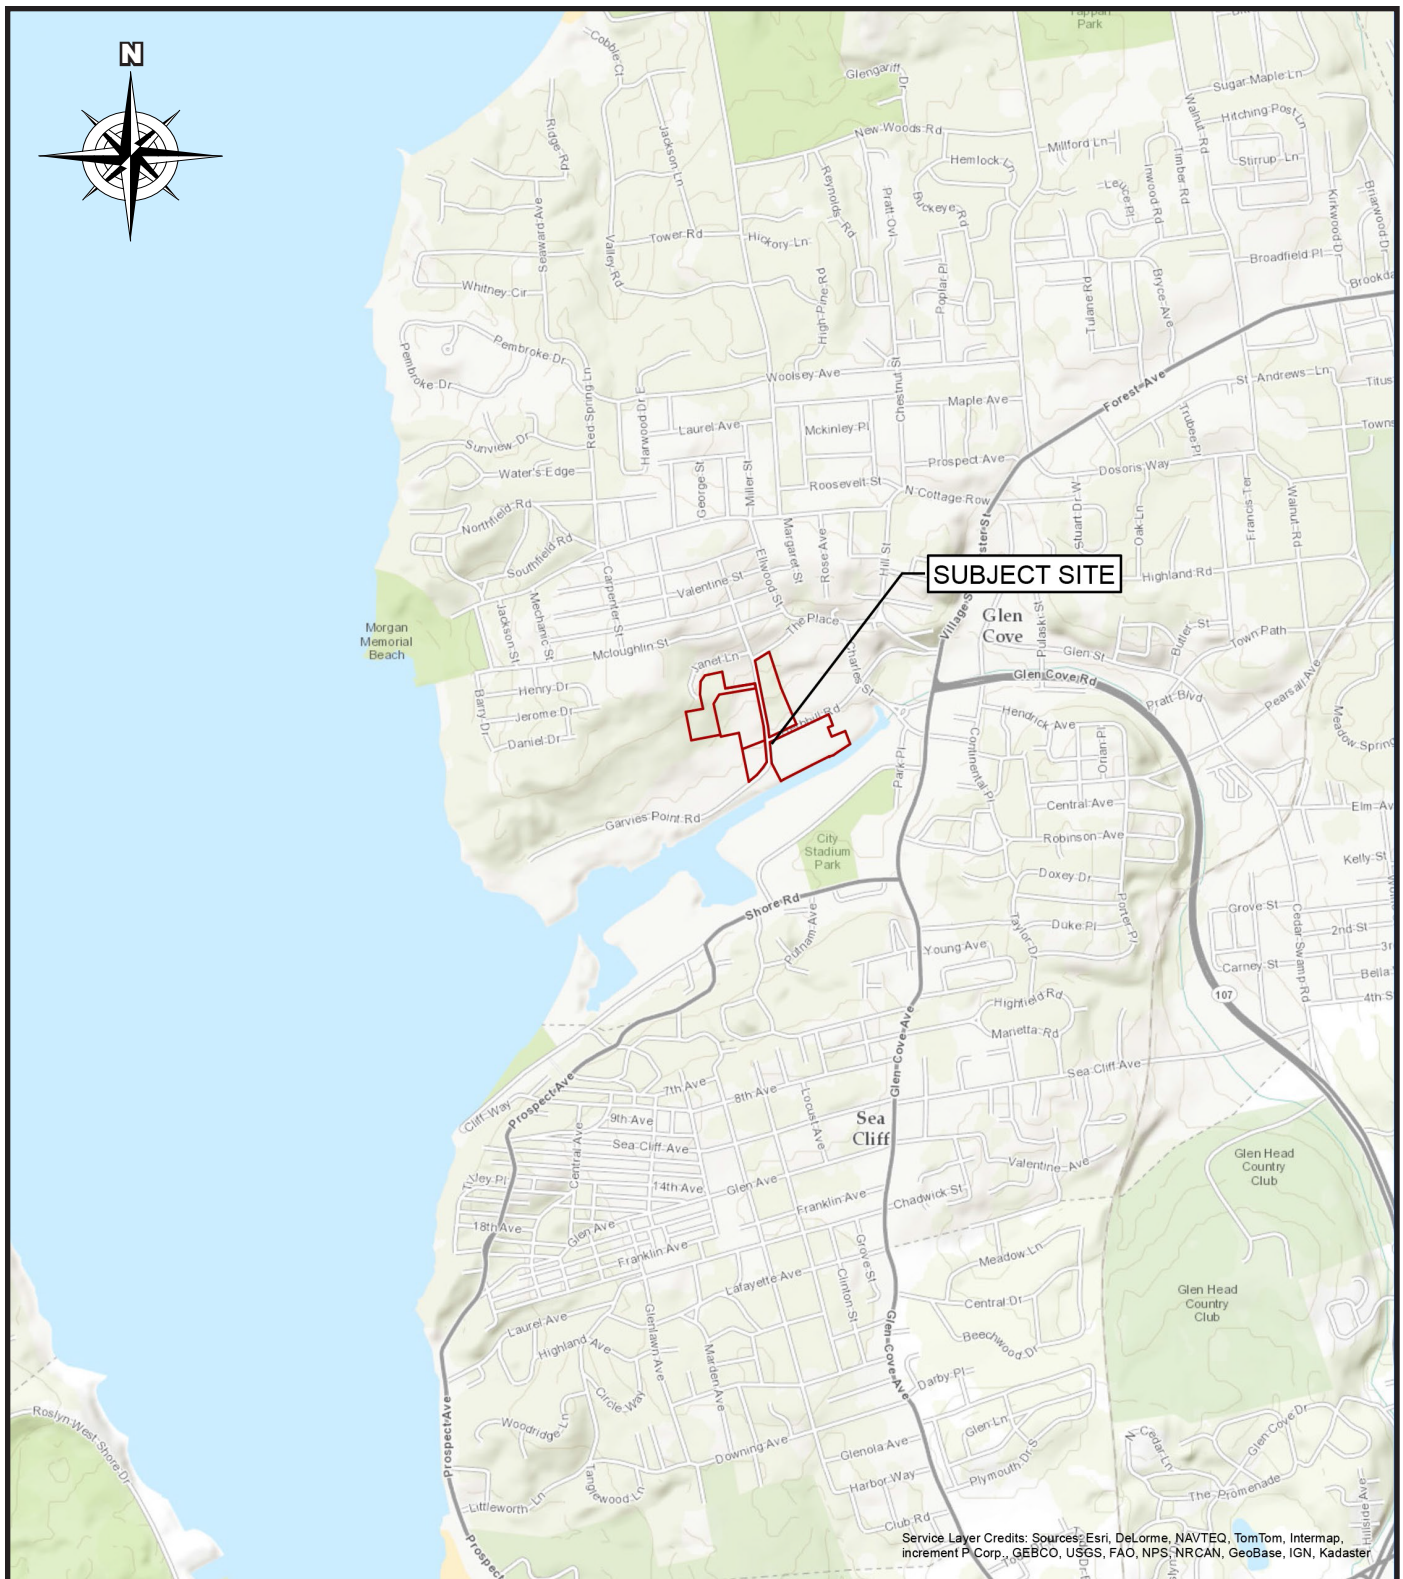 N
Tappan
Park
Cobble Ct
Glengariff Dr
Sugar Maple Ln
Hitching Post Ln
Walnut Rd
Ridge Rd
Jackson Ln
New Woods Rd
Hemlock Ln
Millford Ln
Timber Rd
Stirrup Ln
Inwood Rd
Leuce Pl
Reynolds Rd
Pratt Ovl
Buckeye Rd
Kirkwood Dr
Briarwood Dr
Seaward Ave
Valley Rd
Tower Rd
Hickory Ln
Broadfield Pl
Whitney Cir
High Pine Rd
Poplar Pl
Tulane Rd
Bryce Ave
Pembroke Dr
Pembroke Dr
Red Spring Ln
Woolsey Ave
Chestnut St
Forest Ave
St Andrews Ln
Titus
Harwood Dr E
Maple Ave
Laurel Ave
Mckinley Pl
Trubee Pl
Sunview Dr
Water's Edge
Prospect Ave
Dosoris Way
George St
Miller St
Roosevelt St
N Cottage Row
Stuart Dr W
Oak Ln
Francis Ter
Walnut Rd
Northfield Rd
Southfield Rd
Margaret St
Rose Ave
Hill St
Ellwood St
SUBJECT SITE
Highland Rd
Valentine St
Carpenter St
Mechanic St
Jackson St
Morgan
Memorial
Beach
The Place
Glen
Cove
Pulaski St
Butler St
Town Path
Mcloughlin St
Janet Ln
Charles St
Glen St
Glen Cove Rd
Pearsall Ave
Henry Dr
Jerome Dr
Daniel Dr
Barry Dr
Pratt Blvd
Hendrick Ave
Orian Pl
Continental Pl
Park Pl
Meadow Spring
Garvies Point Rd
City
Stadium
Park
Central Ave
Robinson Ave
Kelly St
Doxey Dr
Porter Pl
Shore Rd
Putnam Ave
Duke Pl
Taylor Dr
Young Ave
Grove St
Cedar Swamp Rd
2nd St
Carney St
Bella
107
Highfield Rd
Marietta Rd
Glen Cove Ave
Sea Cliff Ave
Cliff Way
Prospect Ave
7th Ave
8th Ave
Locust Ave
9th Ave
Sea
Cliff
Central Ave
Sea Cliff Ave
Glen Head
Country
Club
Valentine Ave
14th Ave
Glen Ave
Franklin Ave
Chadwick St
18th Ave
Glen Ave
Franklin Ave
Grove St
Meadow Ln
Lafayette Ave
Clinton St
Central Dr
Glen Head
Country
Club
Laurel Ave
Highland Ave
Glenlawn Ave
Marden Ave
Glen Cove Ave
Beechwood Dr
Darby Pl
Circle Way
Woodridge Ln
Roslyn West Shore Dr
Prospect Ave
Glen Ln
Glen Cove Dr
Downing Ave
Glenola Ave
N Cedar Ln
Tanglewood Ln
Harbor Way
Plymouth Dr S
The Promenade
Littleworth Ln
Club Rd
Hillside Ave
Service Layer Credits: Sources: Esri, DeLorme, NAVTEQ, TomTom, Intermap,
increment P Corp., GEBCO, USGS, FAO, NPS, NRCAN, GeoBase, IGN, Kadaster